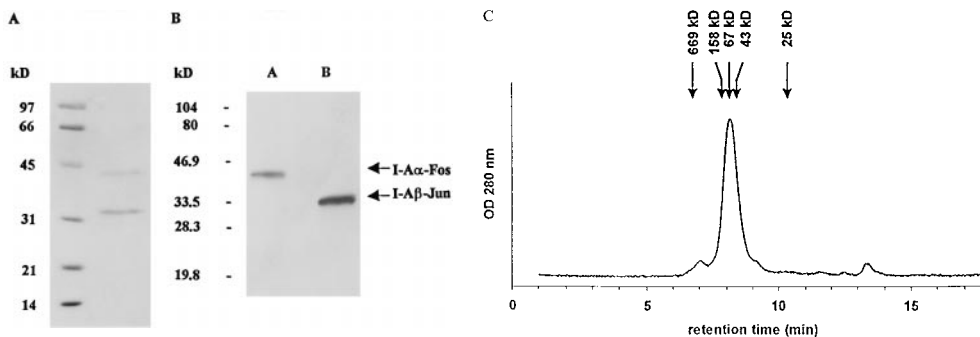 A
kD
97
66
45
31
21
14
B
kD
A B
104 -
80 -
46.9 -
33.5 -
28.3 -
19.8 -
I-Aα-Fos
I-Aβ-Jun
C
669 kD
158 kD
67 kD
43 kD
25 kD
OD 280 nm
0 5 10 15
retention time (min)